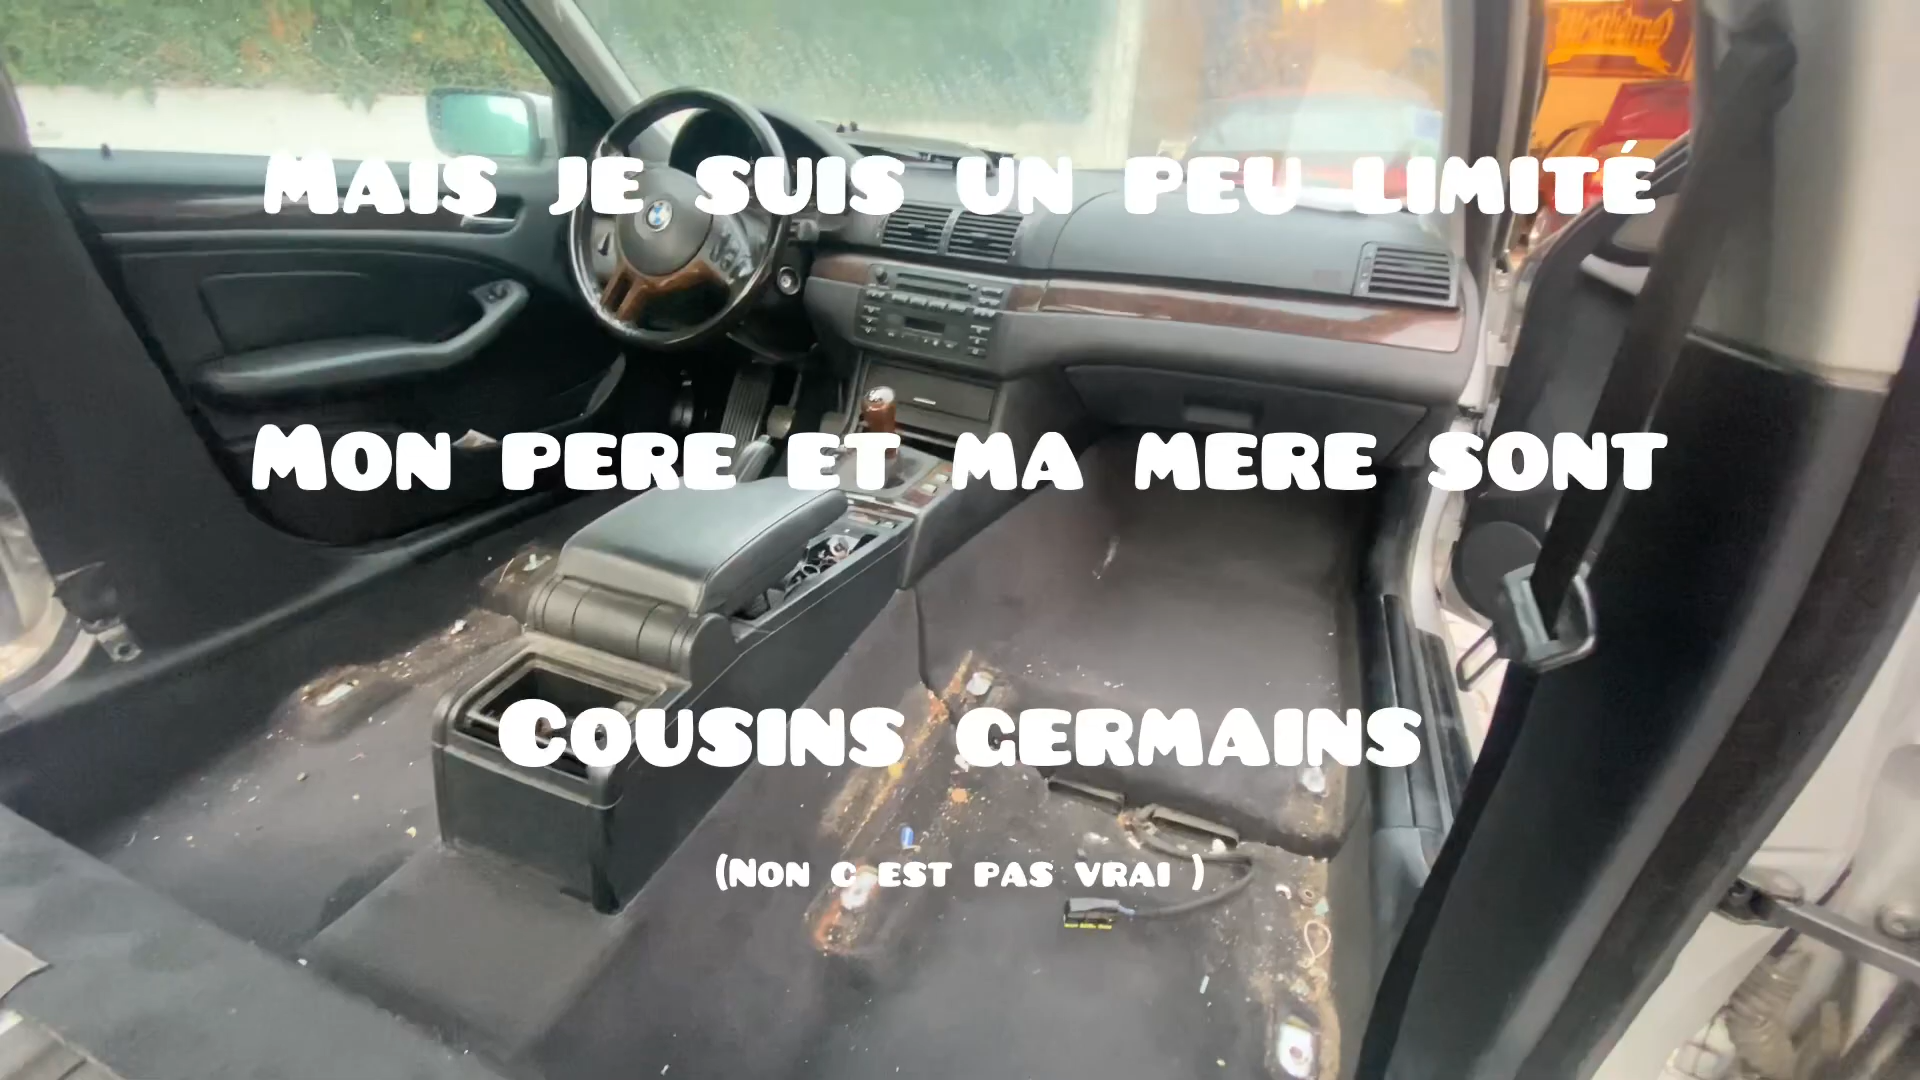 Mais je suis un peu limité
Mon pere et ma mere sont
Cousins germains
(Non c est pas vrai )